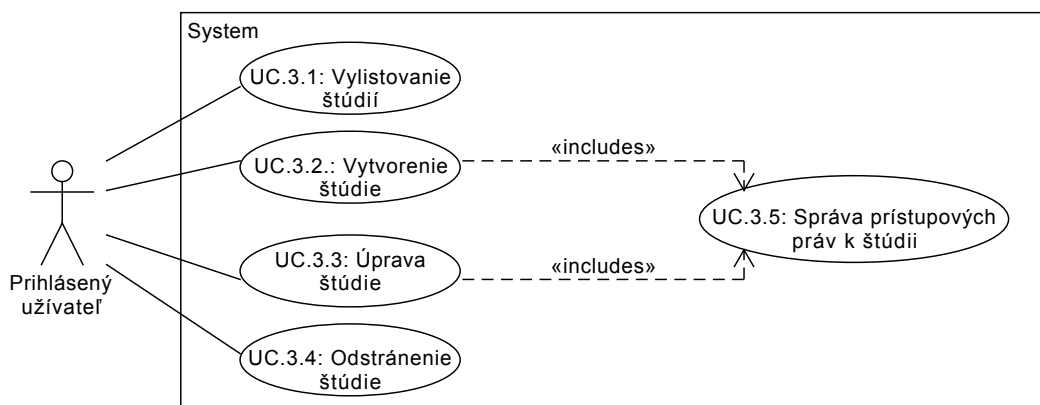 System
UC.3.1: Vylistovanie
štúdií
UC.3.2.: Vytvorenie
štúdie
«includes»
UC.3.5: Správa prístupových
práv k štúdii
UC.3.3: Úprava
štúdie
«includes»
Prihlásený
užívateľ
UC.3.4: Odstránenie
štúdie